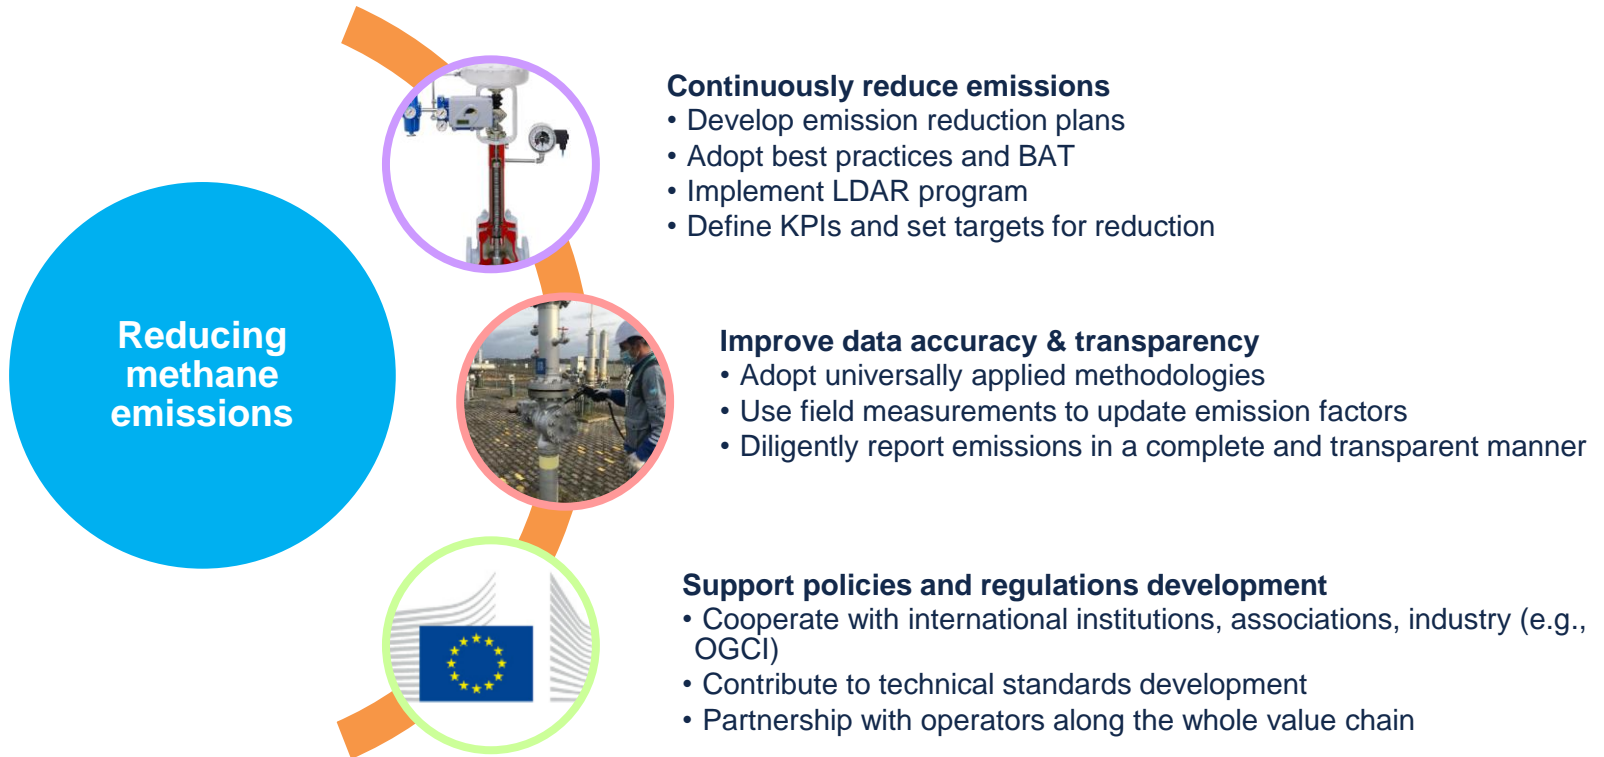 Reducing
methane
emissions
Continuously reduce emissions
• Develop emission reduction plans
• Adopt best practices and BAT
• Implement LDAR program
• Define KPIs and set targets for reduction
Improve data accuracy & transparency
• Adopt universally applied methodologies
• Use field measurements to update emission factors
• Diligently report emissions in a complete and transparent manner
Support policies and regulations development
• Cooperate with international institutions, associations, industry (e.g.,
OGCI)
• Contribute to technical standards development
• Partnership with operators along the whole value chain